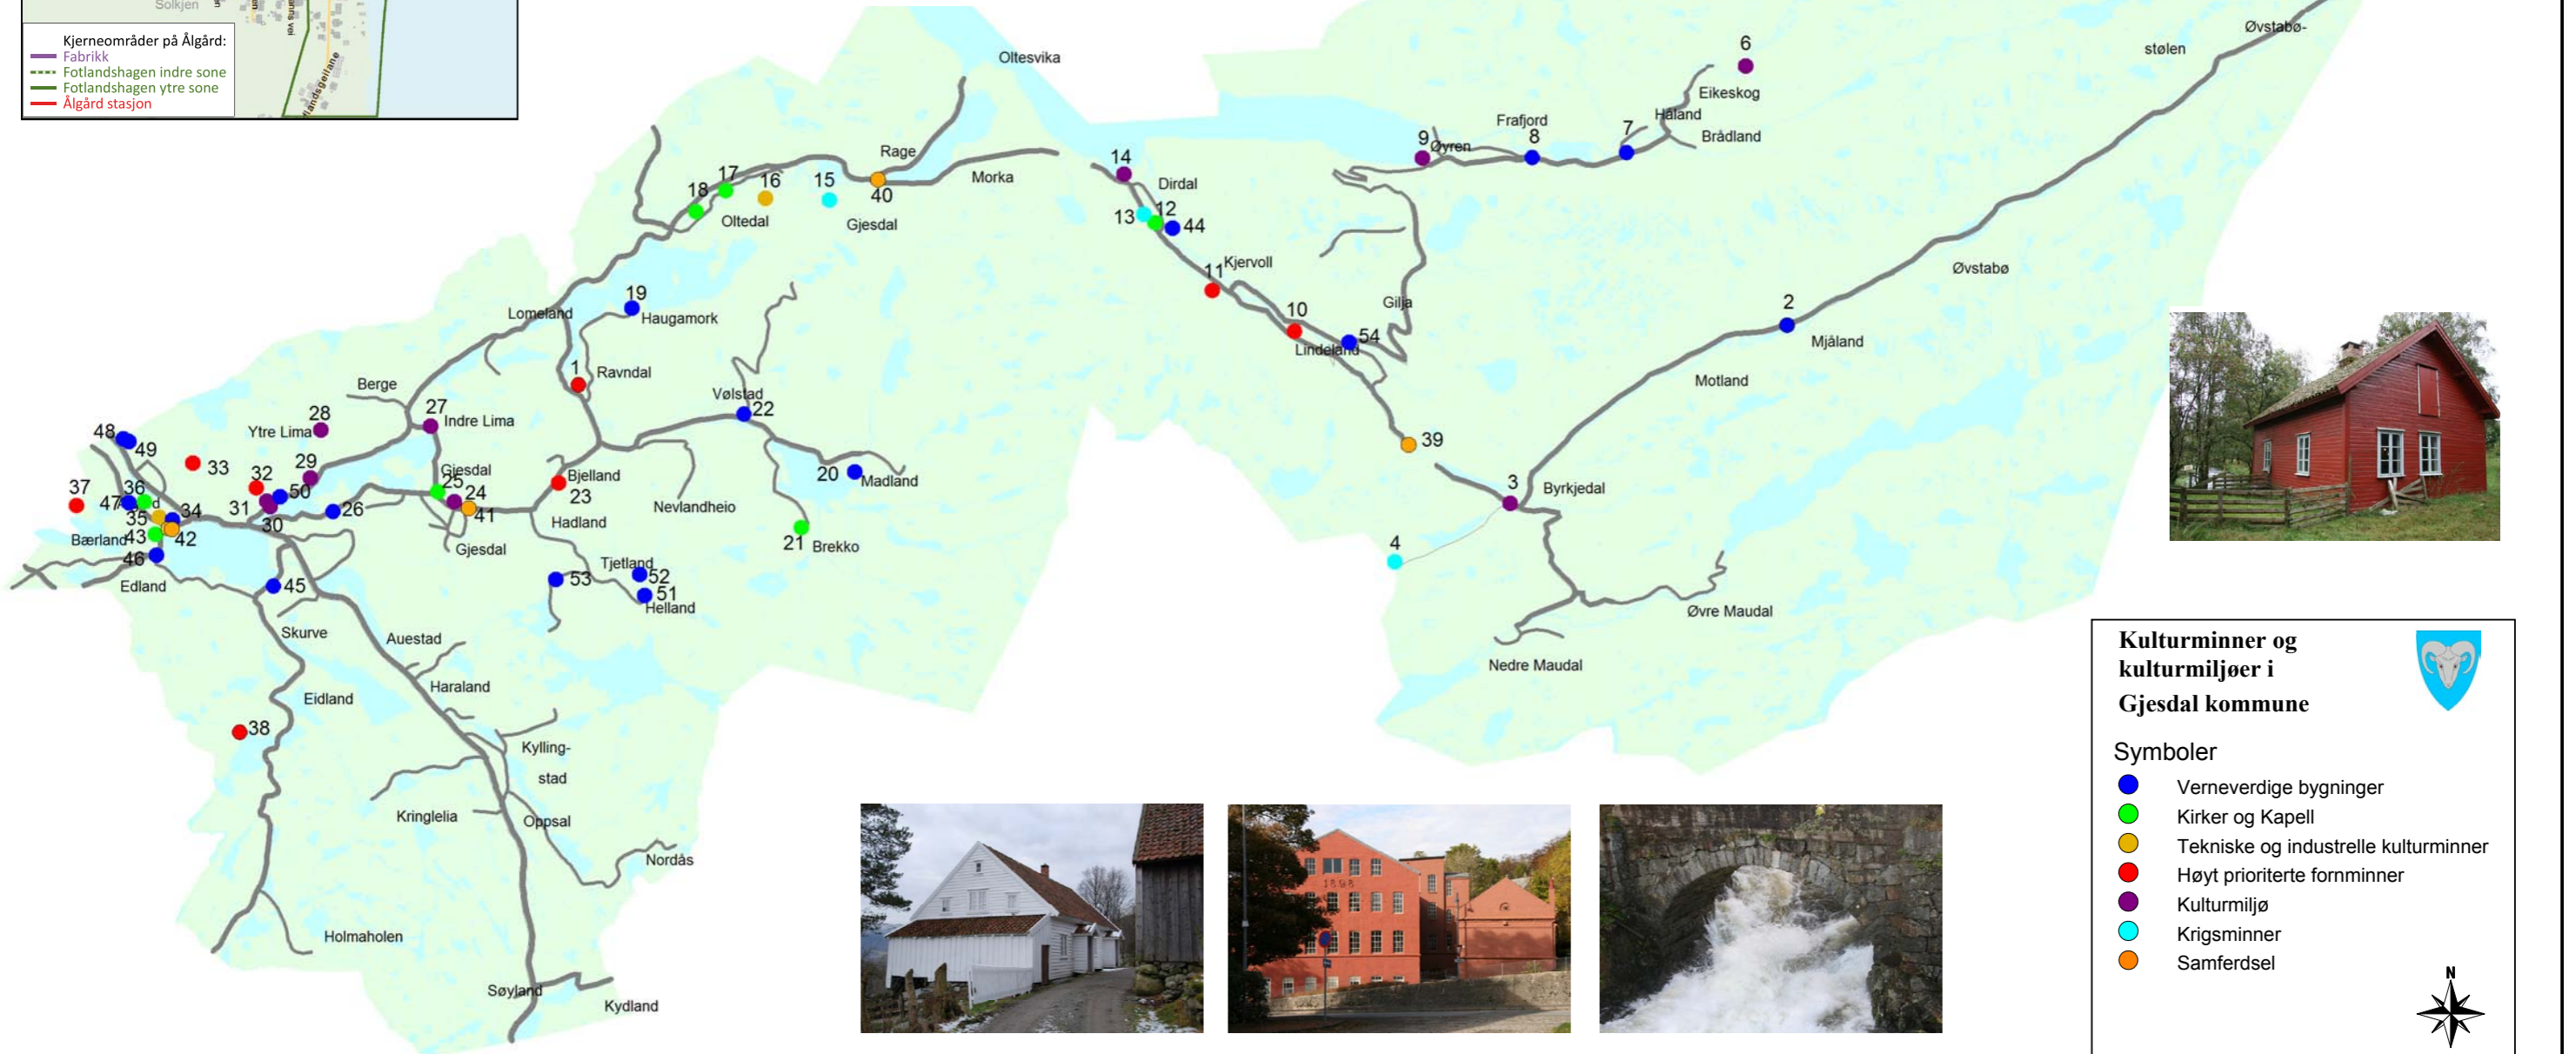 Solkjen
Kjerneområder på Ålgård:
Fabrikk
Fotlandshagen indre sone
Fotlandshagen ytre sone
Ålgård stasjon
Oltesvika
Øvstabø-
stølen
6
Eikeskog
Håland
Brådland
7
Frafjord
8
9
Øyren
Rage
14
Dirdal
17
18
16
15
40
Morka
Oltedal
Gjesdal
13
12
44
11
Kjervoll
Øvstabø
10
Gilja
54
Lindeland
2
Mjåland
Motland
19
Haugamork
Lomeland
1
Ravndal
Berge
Vølstad
22
28
27
Ytre Lima
Indre Lima
48
49
33
39
29
32
Gjesdal
Bjelland
20
Madland
37
36
47
50
25
24
23
3
Byrkjedal
31
26
41
Nevlandheio
35
34
30
Hadland
Bærland
43
42
Gjesdal
21
Brekko
4
46
Tjetland
52
53
51
Edland
45
Helland
Øvre Maudal
Skurve
Auestad
Nedre Maudal
Haraland
Eidland
38
Kylling-
stad
Kringlelia
Oppsal
Nordås
Holmaholen
Søyland
Kydland
1898
Kulturminner og
kulturmiljøer i
Gjesdal kommune
Symboler
Verneverdige bygninger
Kirker og Kapell
Tekniske og industrelle kulturminner
Høyt prioriterte fornminner
Kulturmiljø
Krigsminner
Samferdsel
N